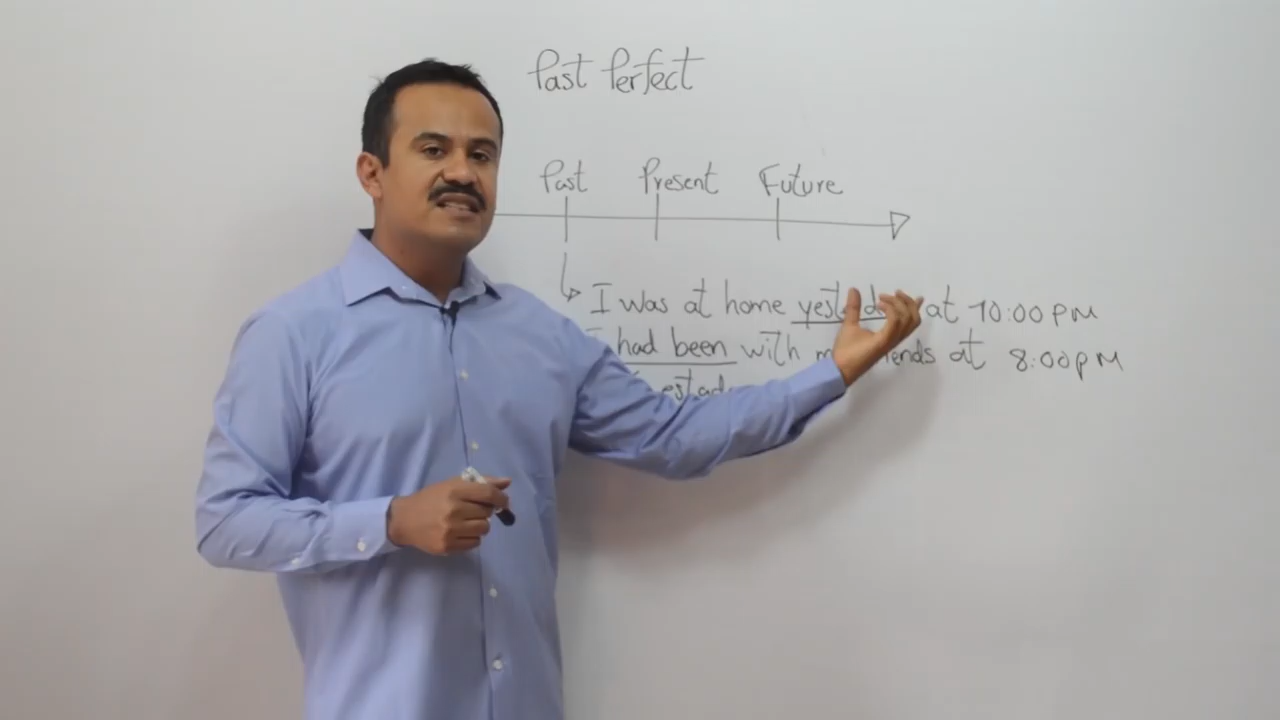 Past Perfect
Past Present Future
I was at home at 10:00 PM
had been with at 8:00pM